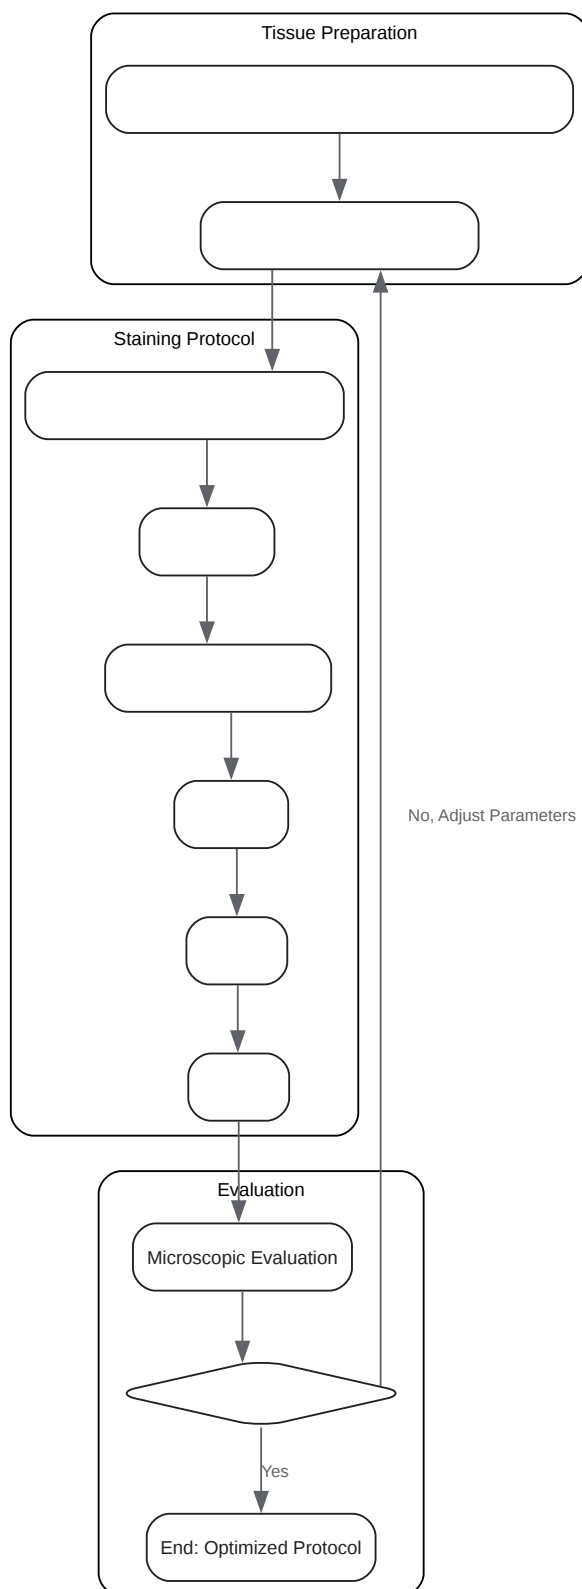 Tissue Preparation
Staining Protocol
No, Adjust Parameters
Evaluation
Microscopic Evaluation
Yes
End: Optimized Protocol